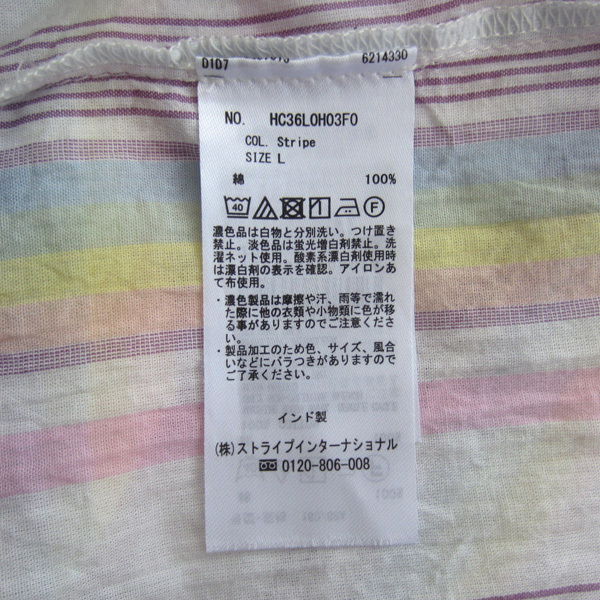 D1D7 6214330
NO. HC36L0H03F0
COL. Stripe
SIZE L
綿 100%
40 F
濃色品は白物と分別洗い。つけ置き
禁止。淡色品は蛍光増白剤禁止。洗
濯ネット使用。酸素系漂白剤使用時
は漂白剤の表示を確認。アイロンあ
て布使用。
・濃色製品は摩擦や汗、雨等で濡れ
た際に他の衣類や小物類に色が移
る事がありますのでご注意くださ
い。
・製品加工のため色、サイズ、風合
いなどにバラつきがありますので
ご了承ください。
インド製
(株)ストライプインターナショナル
0120-806-008